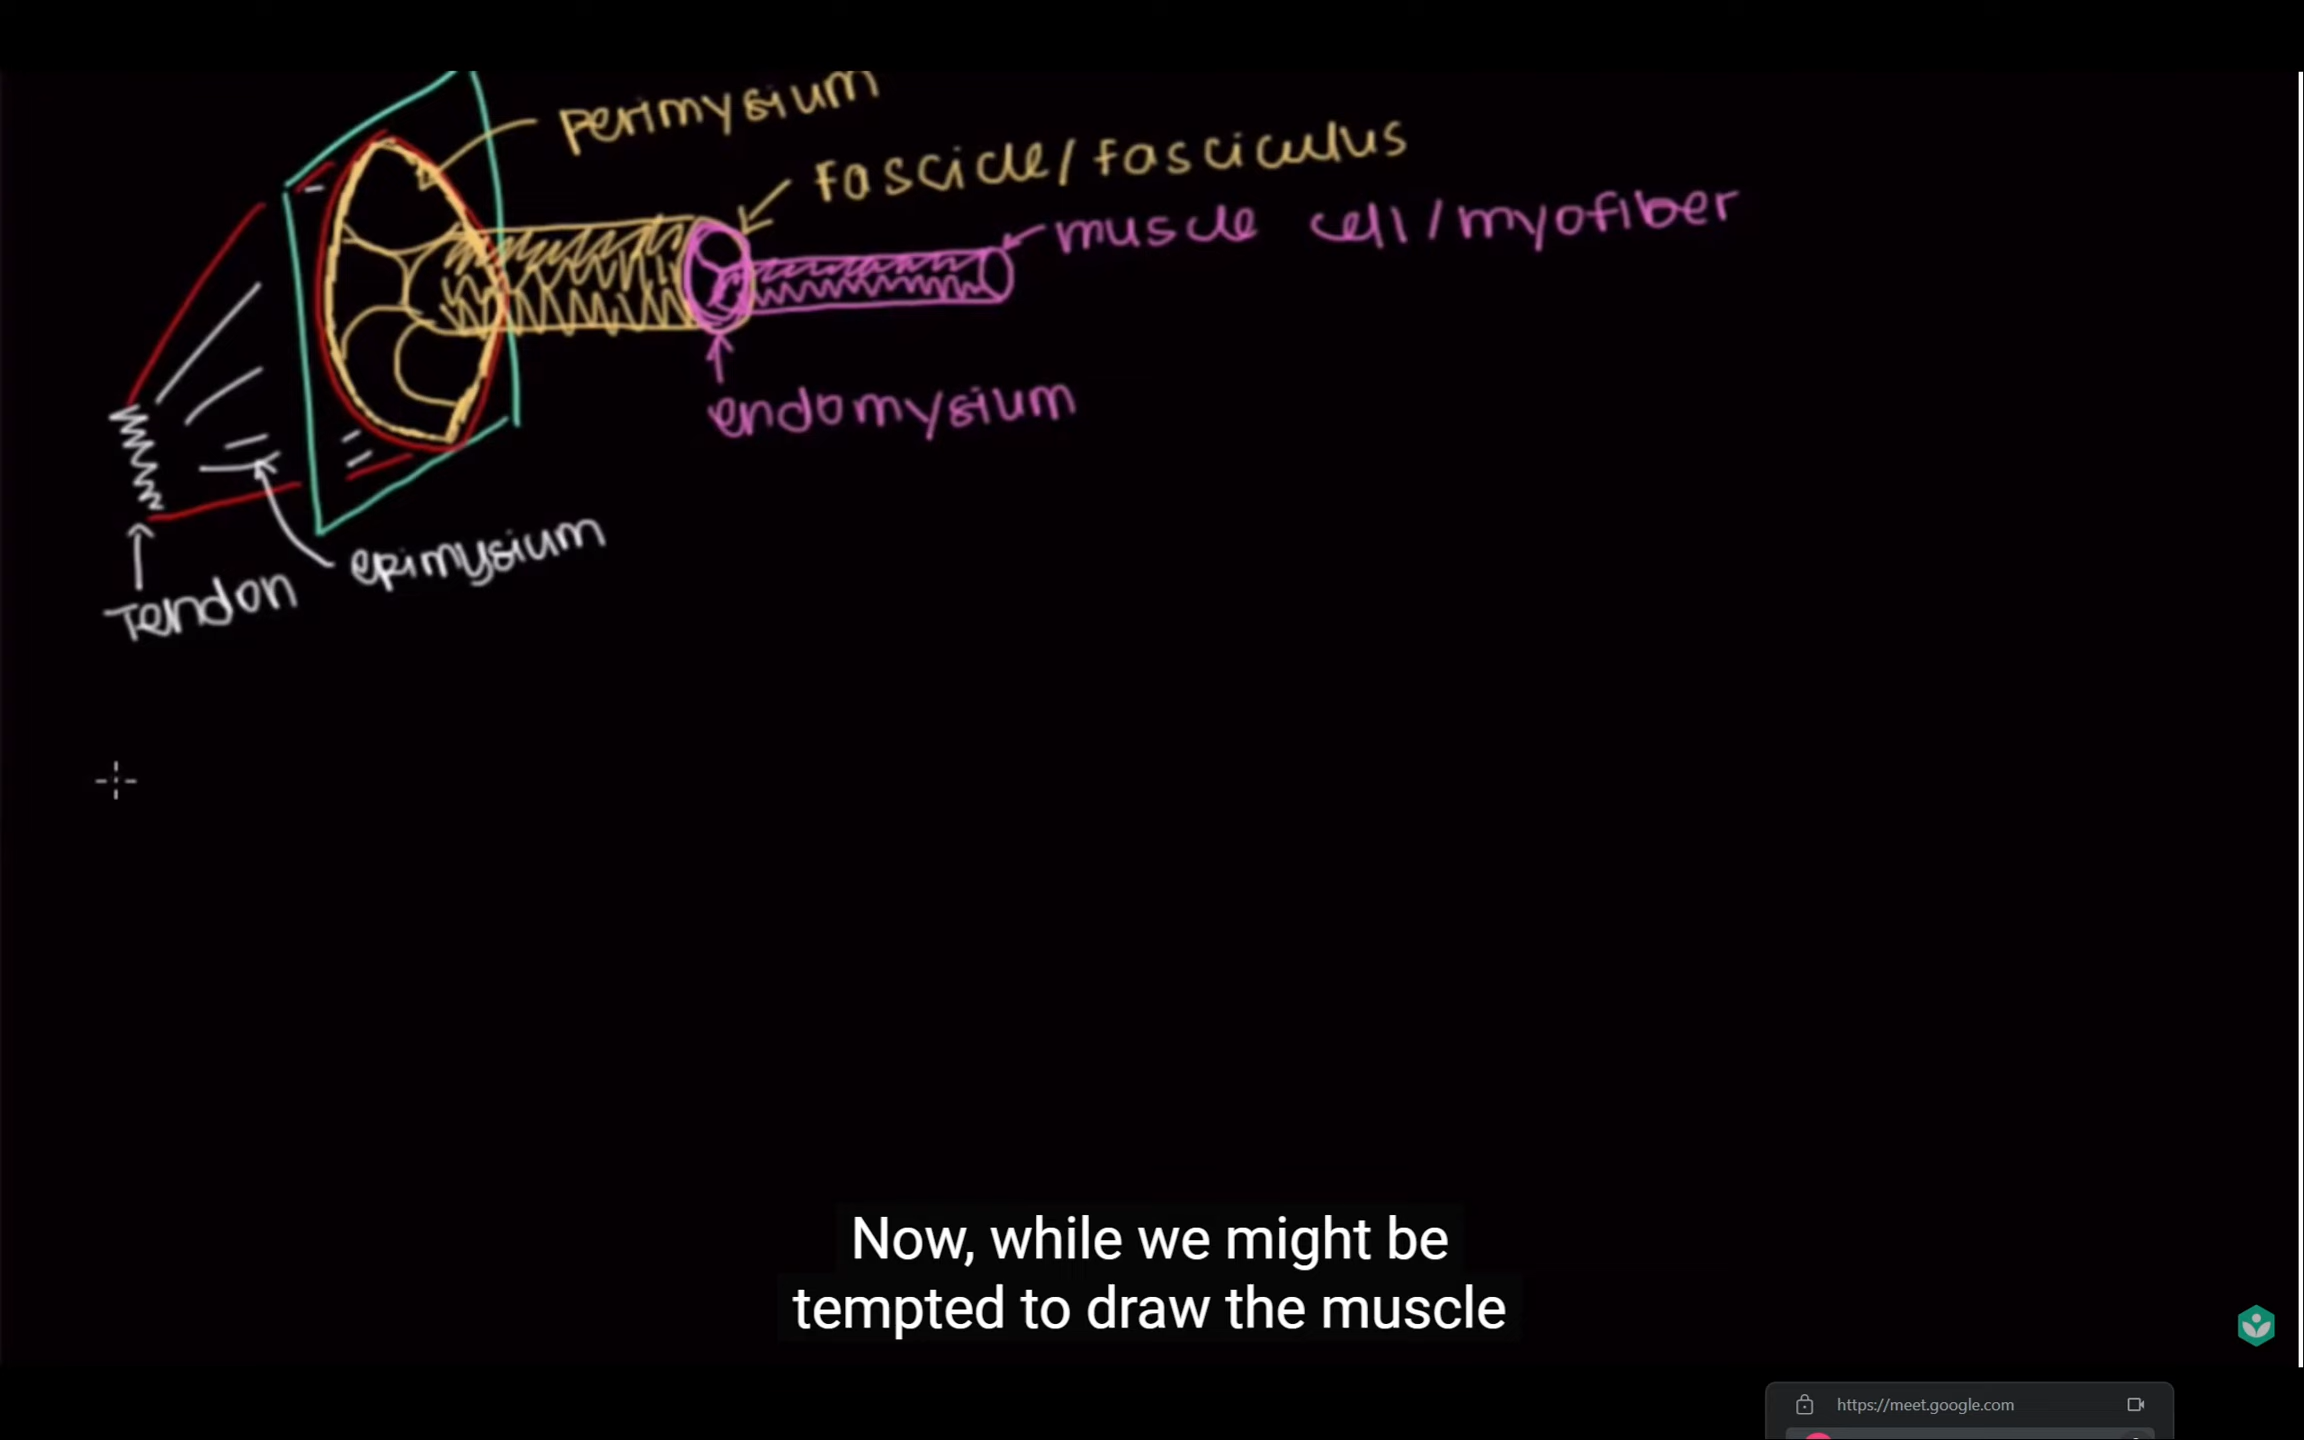 perimysium
fascicle/fasciculus
muscle cell/myofiber
endomysium
epimysium
Tendon
Now, while we might be
tempted to draw the muscle
https://meet.google.com